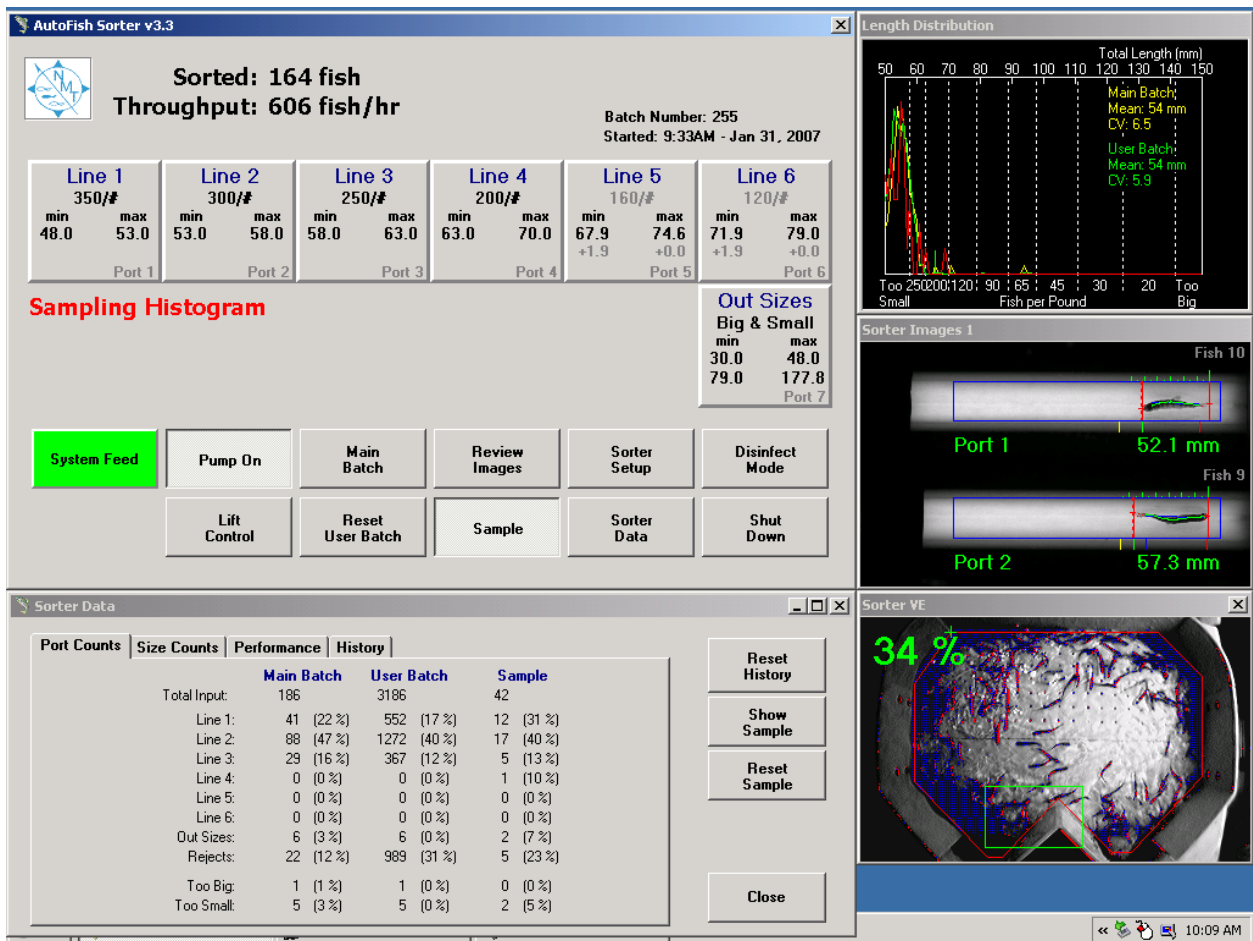 AutoFish Sorter v3.3
NMT
Sorted: 164 fish
Throughput: 606 fish/hr
Batch Number: 255
Started: 9:33AM - Jan 31, 2007
Line 1 Line 2 Line 3 Line 4 Line 5 Line 6
350/# 300/# 250/# 200/# 160/# 120/#
min max min max min max min max min max min max
48.0 53.0 53.0 58.0 58.0 63.0 63.0 70.0 67.9 74.6 71.9 79.0
+1.9 +0.0 +1.9 +0.0
Port 1 Port 2 Port 3 Port 4 Port 5 Port 6
Sampling Histogram
Out Sizes
Big & Small
min max
30.0 48.0
79.0 177.8
Port 7
System Feed Pump On Main Batch Review Images Sorter Setup Disinfect Mode
Lift Control Reset User Batch Sample Sorter Data Shut Down
Length Distribution
Total Length (mm)
50 60 70 80 90 100 110 120 130 140 150
Main Batch:
Mean: 54 mm
CV: 6.5
User Batch:
Mean: 54 mm
CV: 5.9
Too Small 250 200 120 90 65 45 30 20 Too Big
Fish per Pound
Sorter Images 1
Fish 10
Port 1 52.1 mm
Fish 9
Port 2 57.3 mm
Sorter Data
Port Counts Size Counts Performance History
Main Batch User Batch Sample
Total Input: 186 3186 42
Line 1: 41 (22 %) 552 (17 %) 12 (31 %)
Line 2: 88 (47 %) 1272 (40 %) 17 (40 %)
Line 3: 29 (16 %) 367 (12 %) 5 (13 %)
Line 4: 0 (0 %) 0 (0 %) 1 (10 %)
Line 5: 0 (0 %) 0 (0 %) 0 (0 %)
Line 6: 0 (0 %) 0 (0 %) 0 (0 %)
Out Sizes: 6 (3 %) 6 (0 %) 2 (7 %)
Rejects: 22 (12 %) 989 (31 %) 5 (23 %)
Too Big: 1 (1 %) 1 (0 %) 0 (0 %)
Too Small: 5 (3 %) 5 (0 %) 2 (5 %)
Reset History
Show Sample
Reset Sample
Close
Sorter VE
34 %
10:09 AM